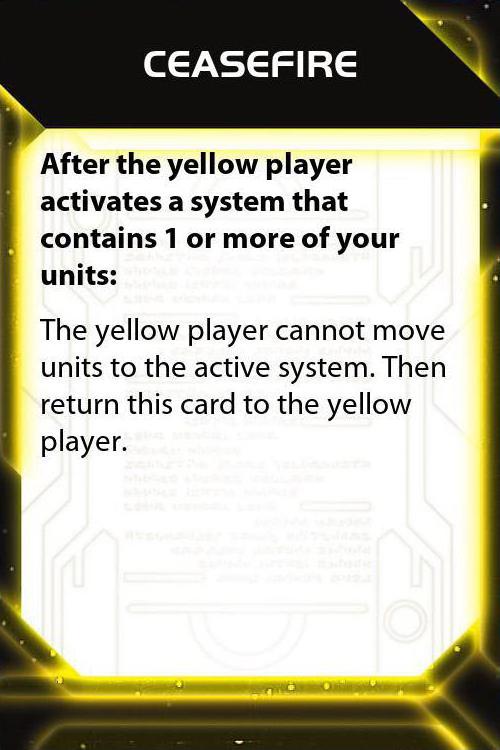 CEASEFIRE
After the yellow player
activates a system that
contains 1 or more of your
units:
The yellow player cannot move
units to the active system. Then
return this card to the yellow
player.